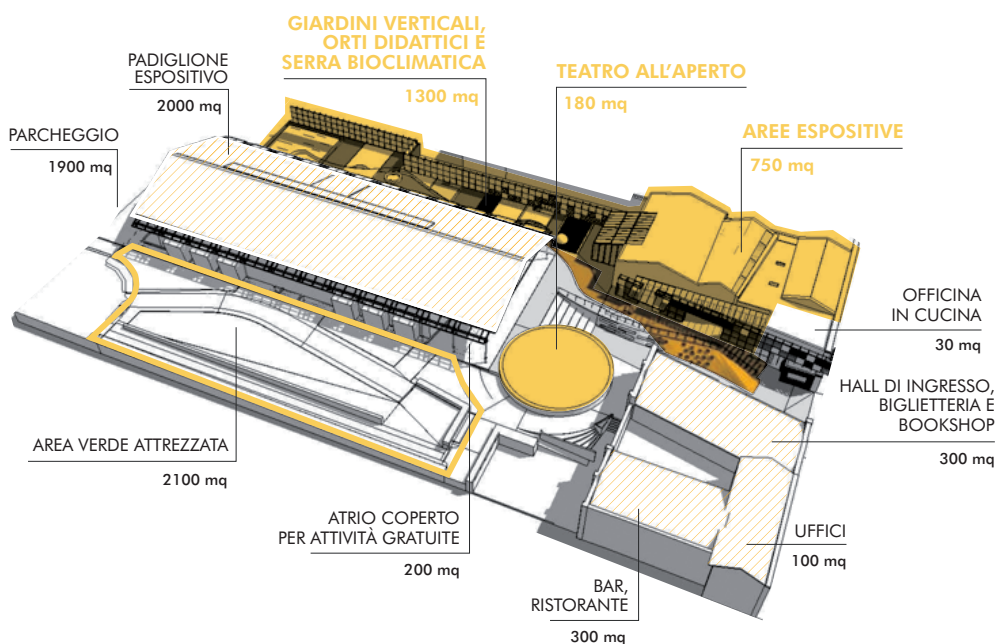 GIARDINI VERTICALI,
ORTI DIDATTICI E
SERRA BIOCLIMATICA
1300 mq
PADIGLIONE
ESPOSITIVO
2000 mq
TEATRO ALL'APERTO
180 mq
PARCHEGGIO
1900 mq
AREE ESPOSITIVE
750 mq
OFFICINA
IN CUCINA
30 mq
HALL DI INGRESSO,
BIGLIETTERIA E
BOOKSHOP
300 mq
AREA VERDE ATTREZZATA
2100 mq
ATRIO COPERTO
PER ATTIVITÀ GRATUITE
200 mq
UFFICI
100 mq
BAR,
RISTORANTE
300 mq